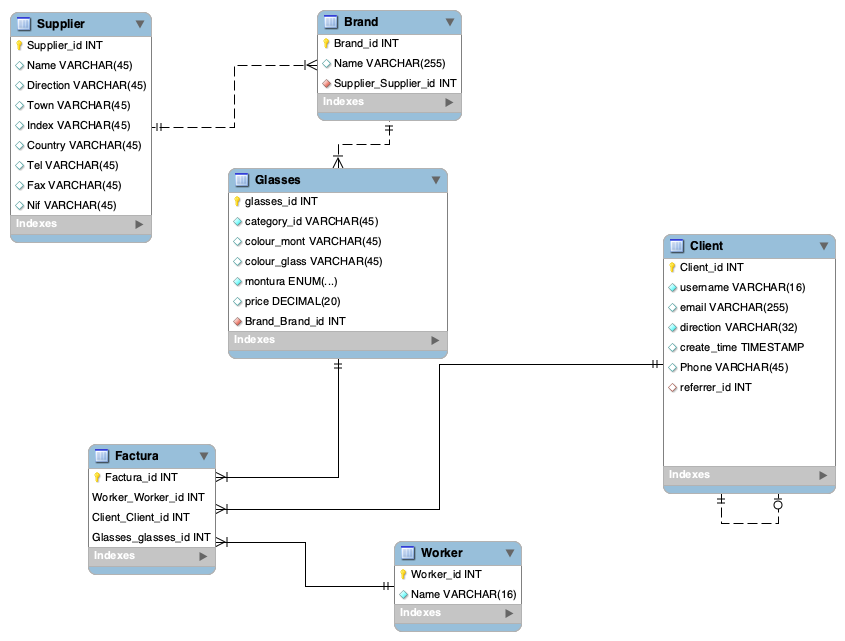 Supplier
Supplier_id INT
Name VARCHAR(45)
Direction VARCHAR(45)
Town VARCHAR(45)
Index VARCHAR(45)
Country VARCHAR(45)
Tel VARCHAR(45)
Fax VARCHAR(45)
Nif VARCHAR(45)
Indexes
Brand
Brand_id INT
Name VARCHAR(255)
Supplier_Supplier_id INT
Indexes
Glasses
glasses_id INT
category_id VARCHAR(45)
colour_mont VARCHAR(45)
colour_glass VARCHAR(45)
montura ENUM(...)
price DECIMAL(20)
Brand_Brand_id INT
Indexes
Client
Client_id INT
username VARCHAR(16)
email VARCHAR(255)
direction VARCHAR(32)
create_time TIMESTAMP
Phone VARCHAR(45)
referrer_id INT
Indexes
Factura
Factura_id INT
Worker_Worker_id INT
Client_Client_id INT
Glasses_glasses_id INT
Indexes
Worker
Worker_id INT
Name VARCHAR(16)
Indexes